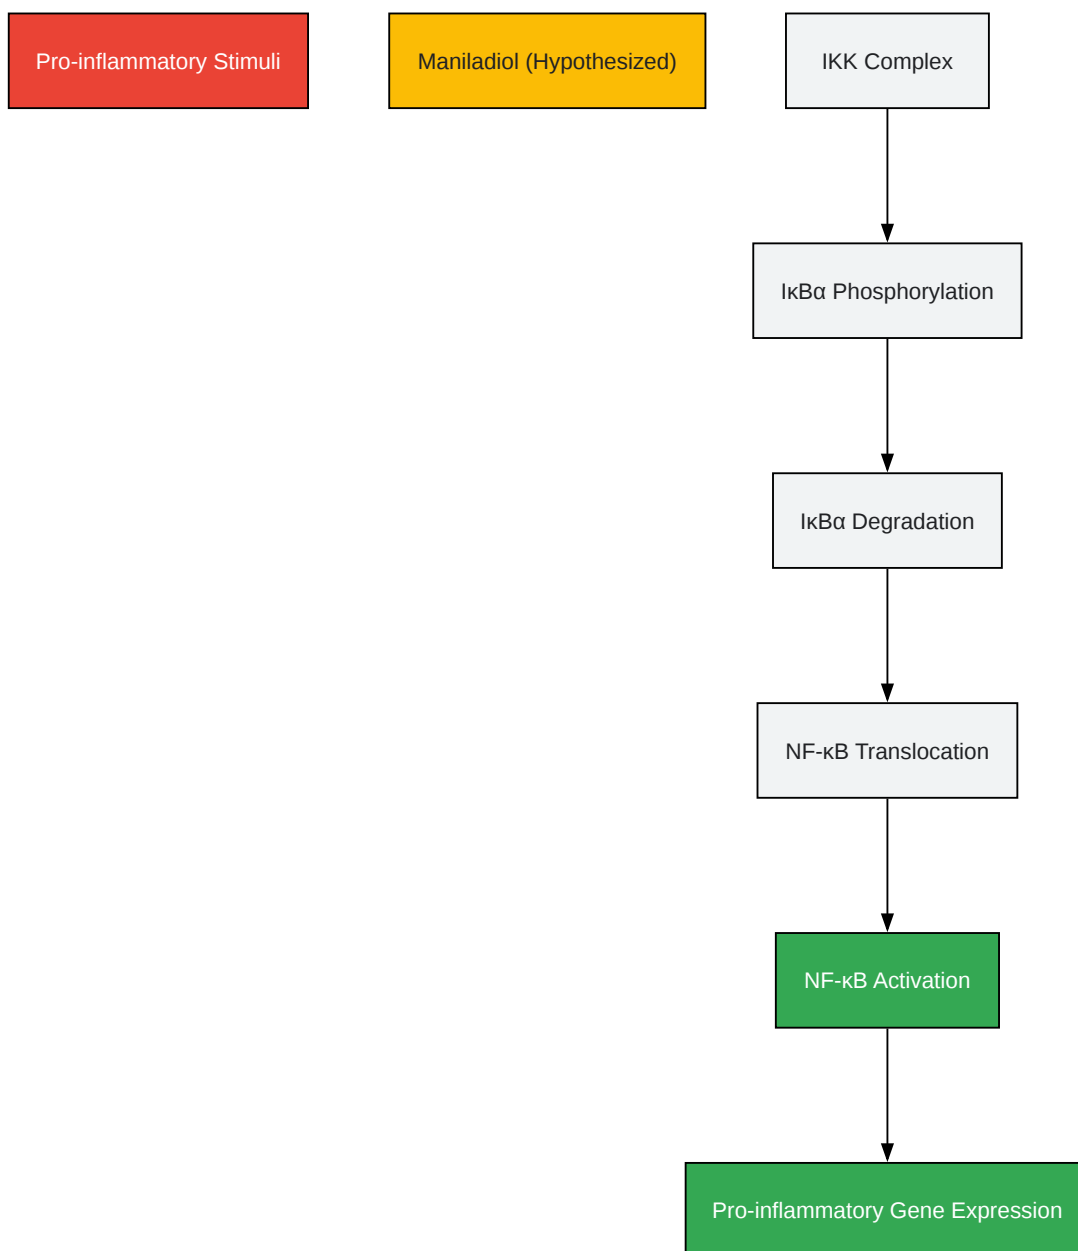 Pro-inflammatory Stimuli
Maniladiol (Hypothesized)
IKK Complex
IκBα Phosphorylation
IκBα Degradation
NF-κB Translocation
NF-κB Activation
Pro-inflammatory Gene Expression